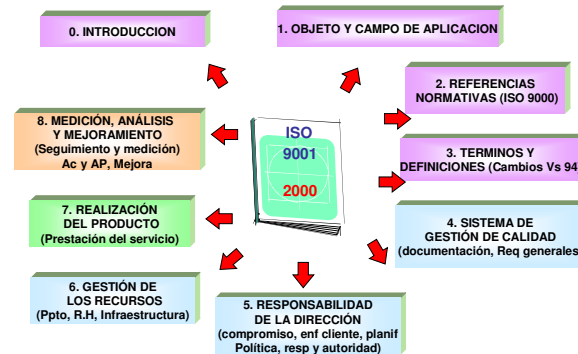 0. INTRODUCCION
1. OBJETO Y CAMPO DE APLICACION
2. REFERENCIAS
NORMATIVAS (ISO 9000)
3. TERMINOS Y
DEFINICIONES (Cambios Vs 94)
4. SISTEMA DE
GESTIÓN DE CALIDAD
(documentación, Req generales)
5. RESPONSABILIDAD
DE LA DIRECCIÓN
(compromiso, enf cliente, planif
Política, resp y autoridad)
6. GESTIÓN DE
LOS RECURSOS
(Ppto, R.H, Infraestructura)
7. REALIZACIÓN
DEL PRODUCTO
(Prestación del servicio)
8. MEDICIÓN, ANÁLISIS
Y MEJORAMIENTO
(Seguimiento y medición)
Ac y AP, Mejora
ISO
9001
2000